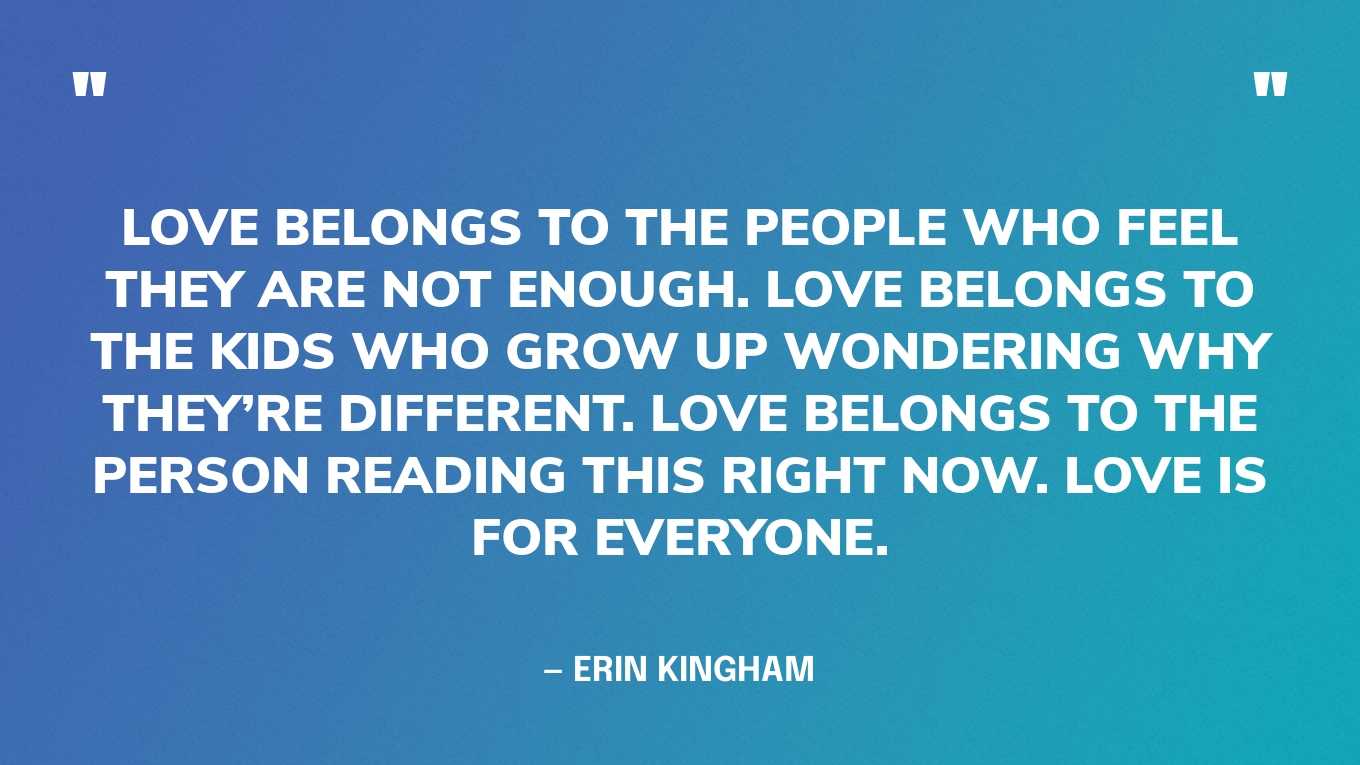 " "
LOVE BELONGS TO THE PEOPLE WHO FEEL
THEY ARE NOT ENOUGH. LOVE BELONGS TO
THE KIDS WHO GROW UP WONDERING WHY
THEY’RE DIFFERENT. LOVE BELONGS TO THE
PERSON READING THIS RIGHT NOW. LOVE IS
FOR EVERYONE.
– ERIN KINGHAM